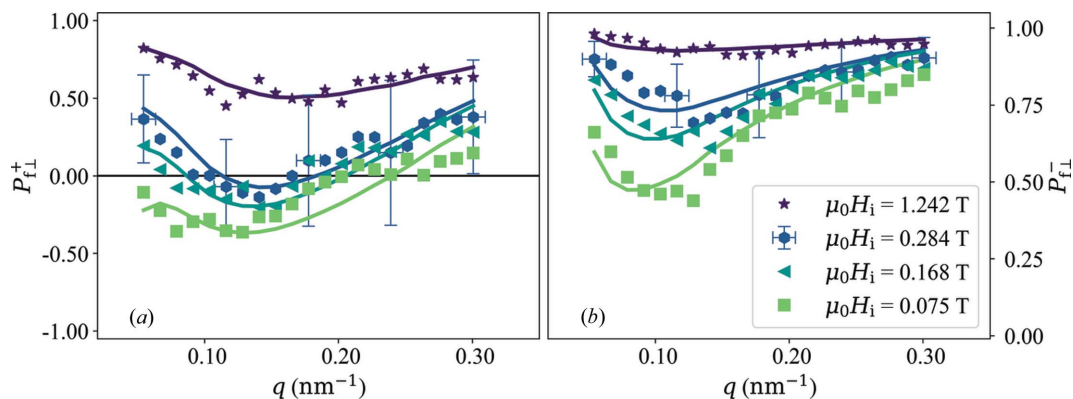 1.00
0.50
0.00
-0.50
-1.00
P⁺f⊥
(a)
0.10
0.20
0.30
q (nm⁻¹)
1.00
0.75
0.50
0.25
0.00
P⁻f⊥
(b)
μ₀Hᵢ = 1.242 T
μ₀Hᵢ = 0.284 T
μ₀Hᵢ = 0.168 T
μ₀Hᵢ = 0.075 T
0.10
0.20
0.30
q (nm⁻¹)